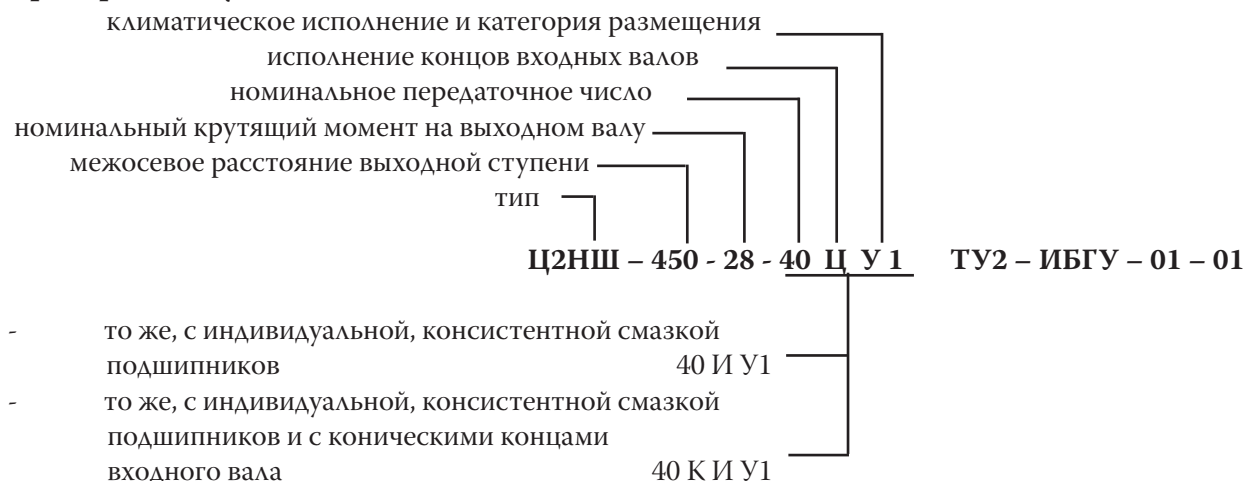 климатическое исполнение и категория размещения
исполнение концов входных валов
номинальное передаточное число
номинальный крутящий момент на выходном валу
межосевое расстояние выходной ступени
тип
Ц2НШ – 450 - 28 - 40 Ц У 1 ТУ2 – ИБГУ – 01 – 01
- то же, с индивидуальной, консистентной смазкой
подшипников 40 И У1
- то же, с индивидуальной, консистентной смазкой
подшипников и с коническими концами
входного вала 40 К И У1